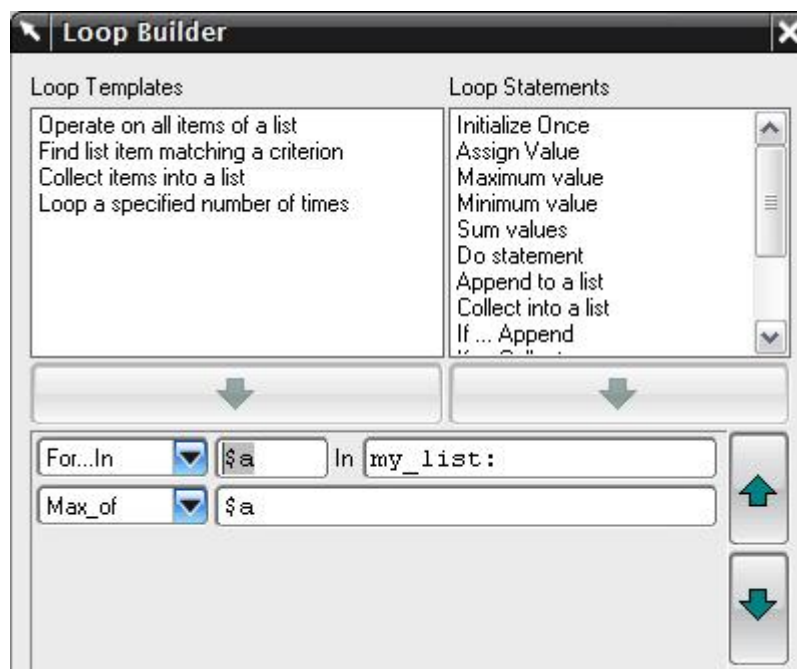 Loop Builder
Loop Templates
Operate on all items of a list
Find list item matching a criterion
Collect items into a list
Loop a specified number of times
Loop Statements
Initialize Once
Assign Value
Maximum value
Minimum value
Sum values
Do statement
Append to a list
Collect into a list
If ... Append
For...In $a In my_list:
Max_of $a